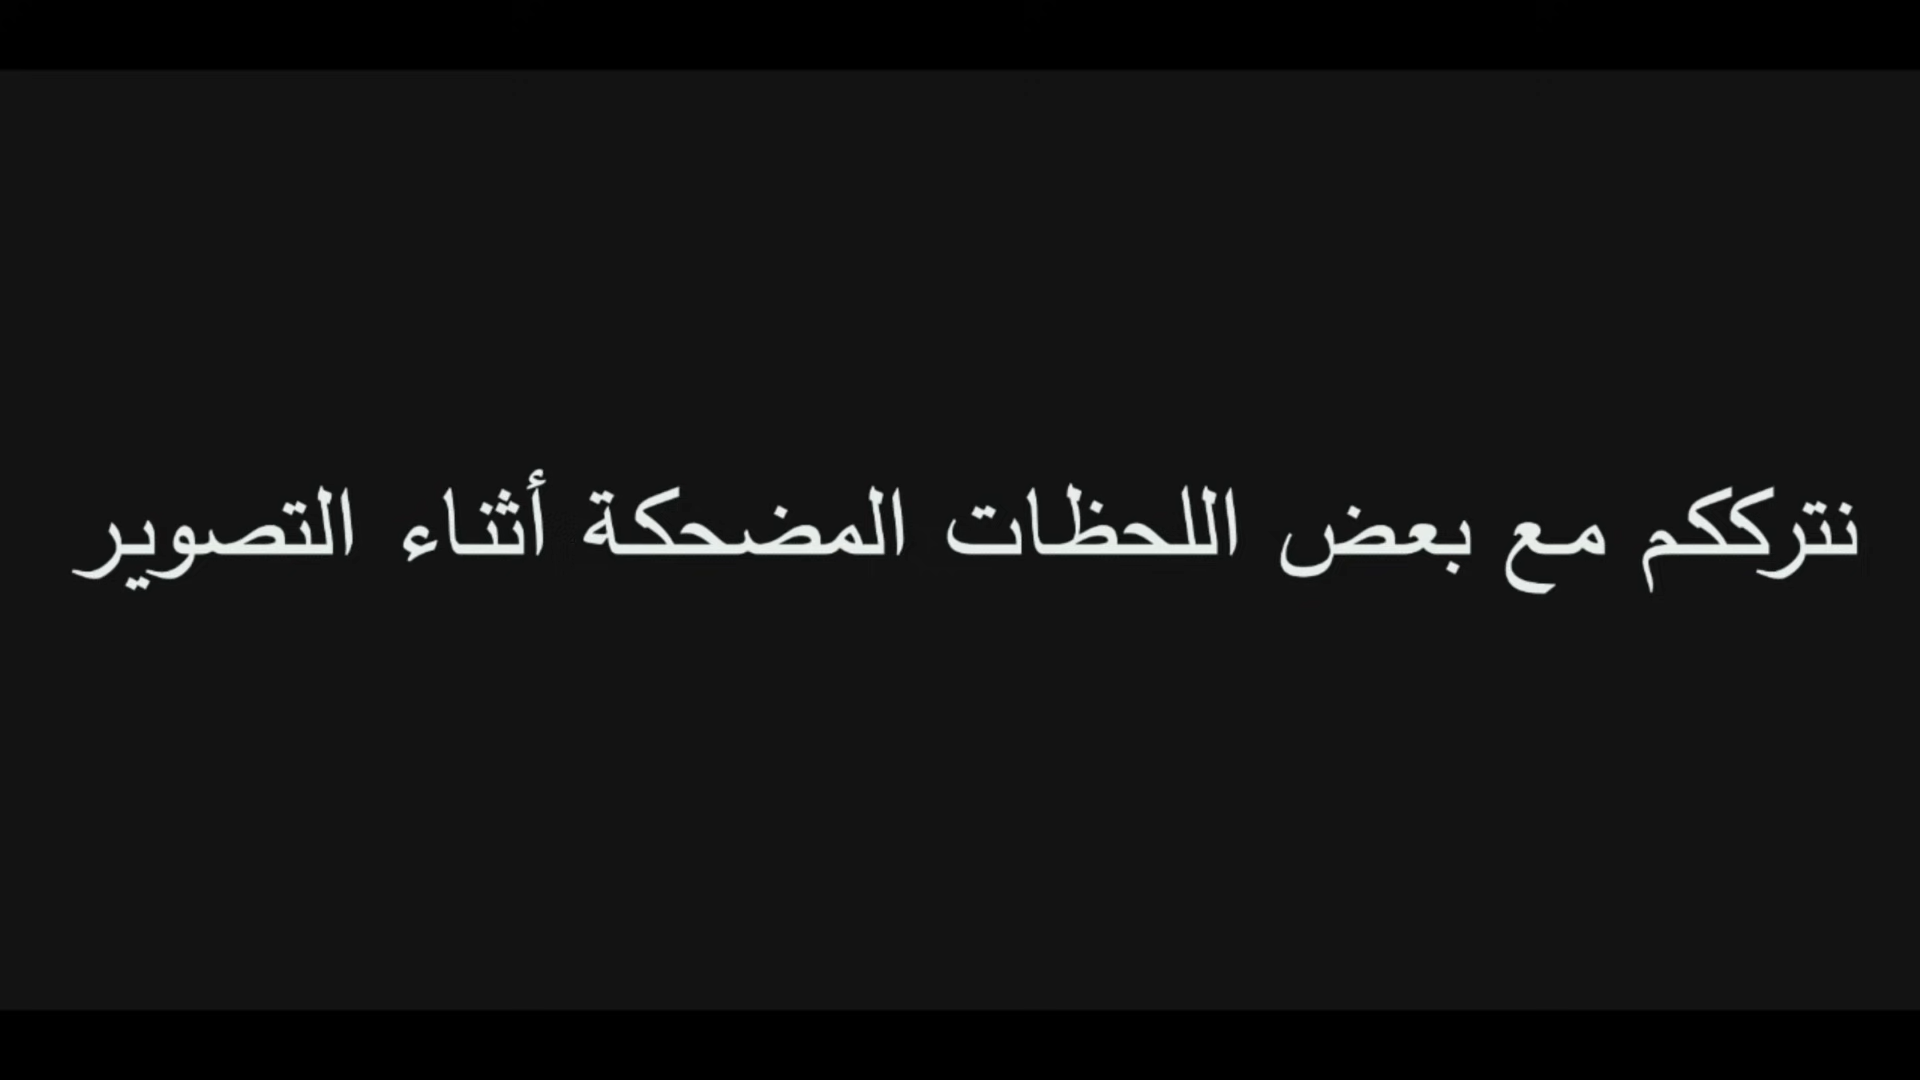 نترككم مع بعض اللحظات المضحكة أثناء التصوير